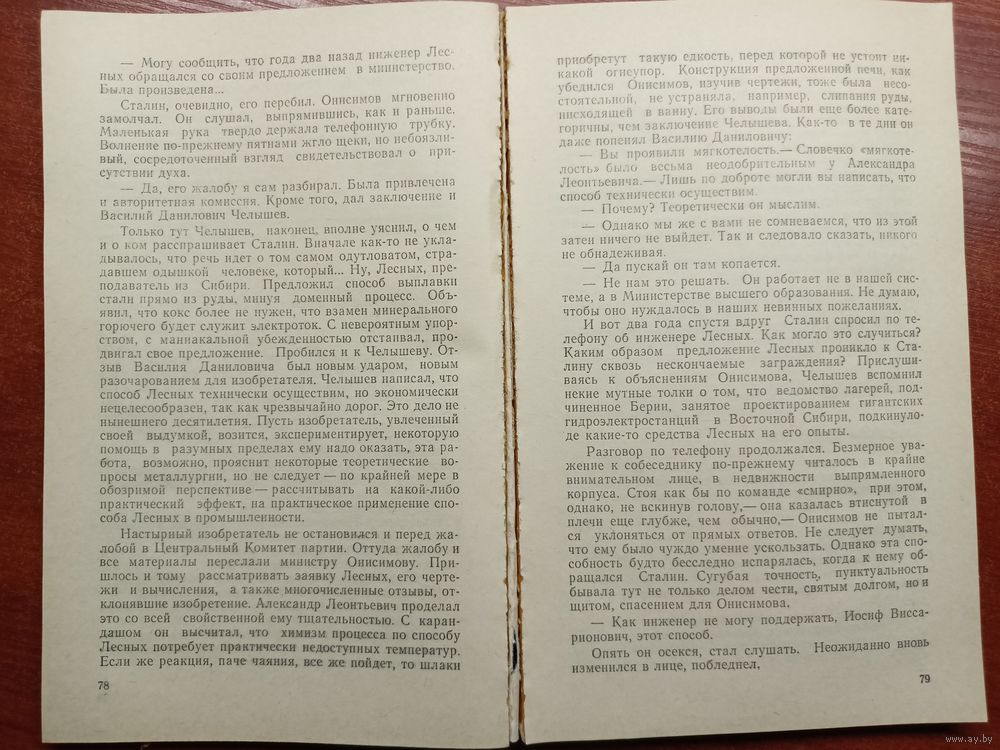 — Могу сообщить, что года два назад инженер Лес-
ных обращался со своим предложением в министерство.
Была произведена...
Сталин, очевидно, его перебил. Онисимов мгновенно
замолчал. Он слушал, выпрямившись, как и раньше.
Маленькая рука твердо держала телефонную трубку.
Волнение по-прежнему пятнами жгло щеки, но небоязли-
вый, сосредоточенный взгляд свидетельствовал о при-
сутствии духа.
— Да, его жалобу я сам разбирал. Была привлечена
и авторитетная комиссия. Кроме того, дал заключение и
Василий Данилович Челышев.
Только тут Челышев, наконец, вполне уяснил, о чем
и о ком расспрашивает Сталин. Вначале как-то не укла-
дывалось, что речь идет о том самом одутловатом, стра-
давшем одышкой человеке, который... Ну, Лесных, пре-
подаватель из Сибири. Предложил способ выплавки
стали прямо из руды, минуя доменный процесс. Объ-
явил, что кокс более не нужен, что взамен минерального
горючего будет служит электроток. С невероятным упор-
ством, с маниакальной убежденностью отстаивал, про-
двигал свое предложение. Пробился и к Челышеву. От-
зыв Василия Даниловича был новым ударом, новым
разочарованием для изобретателя. Челышев написал, что
способ Лесных технически осуществим, но экономически
нецелесообразен, так как чрезвычайно дорог. Это дело не
нынешнего десятилетия. Пусть изобретатель, увлеченный
своей выдумкой, возится, экспериментирует, некоторую
помощь в разумных пределах ему надо оказать, эта ра-
бота, возможно, прояснит некоторые теоретические во-
просы металлургии, но не следует — по крайней мере в
обозримой перспективе — рассчитывать на какой-либо
практический эффект, на практическое применение спо-
соба Лесных в промышленности.
Настырный изобретатель не остановился и перед жа-
лобой в Центральный Комитет партии. Оттуда жалобу и
все материалы переслали министру Онисимову. При-
шлось и тому рассматривать заявку Лесных, его черте-
жи и вычисления, а также многочисленные отзывы, от-
клонявшие изобретение. Александр Леонтьевич проделал
это со всей свойственной ему тщательностью. С каран-
дашом он высчитал, что химизм процесса по способу
Лесных потребует практически недоступных температур.
Если же реакция, паче чаяния, все же пойдет, то шлаки
78
приобретут такую едкость, перед которой не устоит ни-
какой огнеупор. Конструкция предложенной печи, как
убедился Онисимов, изучив чертежи, тоже была несо-
стоятельной, не устраняла, например, слипания руды,
нисходящей в ванну. Его выводы были еще более кате-
горичны, чем заключение Челышева. Как-то в те дни он
даже попенял Василию Даниловичу:
— Вы проявили мягкотелость.— Словечко «мягкоте-
лость» было весьма неодобрительным у Александра
Леонтьевича.— Лишь по доброте могли вы написать, что
способ технически осуществим.
— Почему? Теоретически он мыслим.
— Однако мы же с вами не сомневаемся, что из этой
затеи ничего не выйдет. Так и следовало сказать, никого
не обнадеживая.
— Да пускай он там копается.
— Не нам это решать. Он работает не в нашей сис-
теме, а в Министерстве высшего образования. Не думаю,
чтобы оно нуждалось в наших невинных пожеланиях.
И вот два года спустя вдруг Сталин спросил по те-
лефону об инженере Лесных. Как могло это случиться?
Каким образом предложение Лесных проникло к Ста-
лину сквозь нескончаемые заграждения? Прислуши-
ваясь к объяснениям Онисимова, Челышев вспомнил
некие мутные толки о том, что ведомство лагерей, под-
чиненное Берии, занятое проектированием гигантских
гидроэлектростанций в Восточной Сибири, подкинуло-
де какие-то средства Лесных на его опыты.
Разговор по телефону продолжался. Безмерное ува-
жение к собеседнику по-прежнему читалось в крайне
внимательном лице, в недвижности выпрямленного
корпуса. Стоя как бы по команде «смирно», при этом,
однако, не вскинув голову,— она казалась втиснутой в
плечи еще глубже, чем обычно,— Онисимов не пытал-
ся уклоняться от прямых ответов. Не следует думать,
что ему было чуждо умение ускользать. Однако эта спо-
собность будто бесследно испарялась, когда к нему об-
ращался Сталин. Сугубая точность, пунктуальность
бывала тут не только делом чести, святым долгом, но и
щитом, спасением для Онисимова.
— Как инженер не могу поддержать, Иосиф Висса-
рионович, этот способ.
Опять он осекся, стал слушать. Неожиданно вновь
изменился в лице, побледнел,
79
www.ay.by